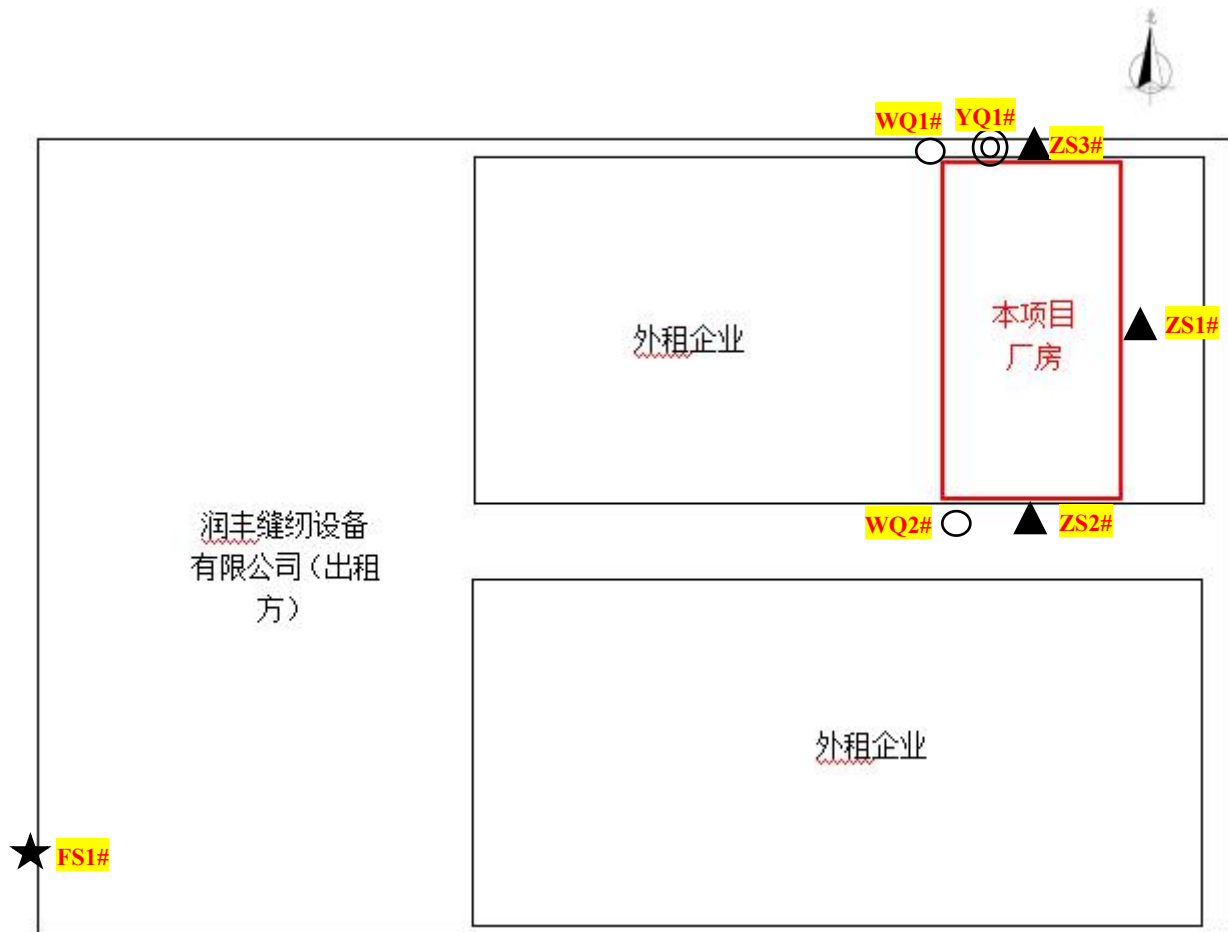 北
WQ1#
YQ1#
ZS3#
本项目
厂房
ZS1#
外租企业
润丰缝纫设备
有限公司（出租
方）
WQ2#
ZS2#
外租企业
FS1#